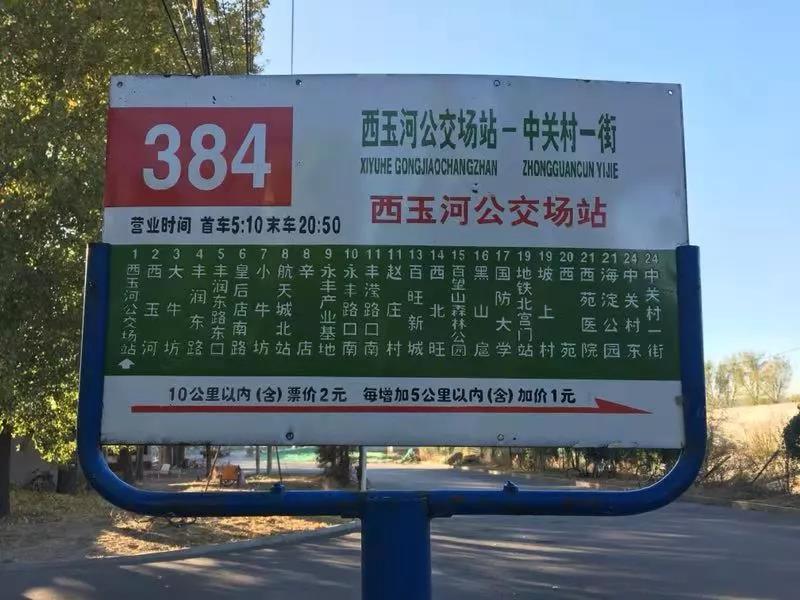 384
西玉河公交场站－中关村一街
XIYUHE GONGJIAOCHANGZHAN ZHONGGUANCUN YIJIE
西玉河公交场站
营业时间 首车5:10 末车20:50
1 西玉河公交场站
2 西玉河
3 大牛坊
4 丰润东路
5 丰润东路东口
6 皇后店南路
7 小牛坊
8 航天城北站
8 辛店
9 永丰产业基地
10 永丰路口南
11 丰滢路口南
11 赵庄村
13 百旺新城
14 西北旺
15 百望山森林公园
16 黑山扈
17 国防大学
19 地铁北宫门站
19 坡上村
20 西苑
21 西苑医院
21 海淀公园
24 中关村东
24 中关村一街
10公里以内(含)票价2元 每增加5公里以内(含)加价1元